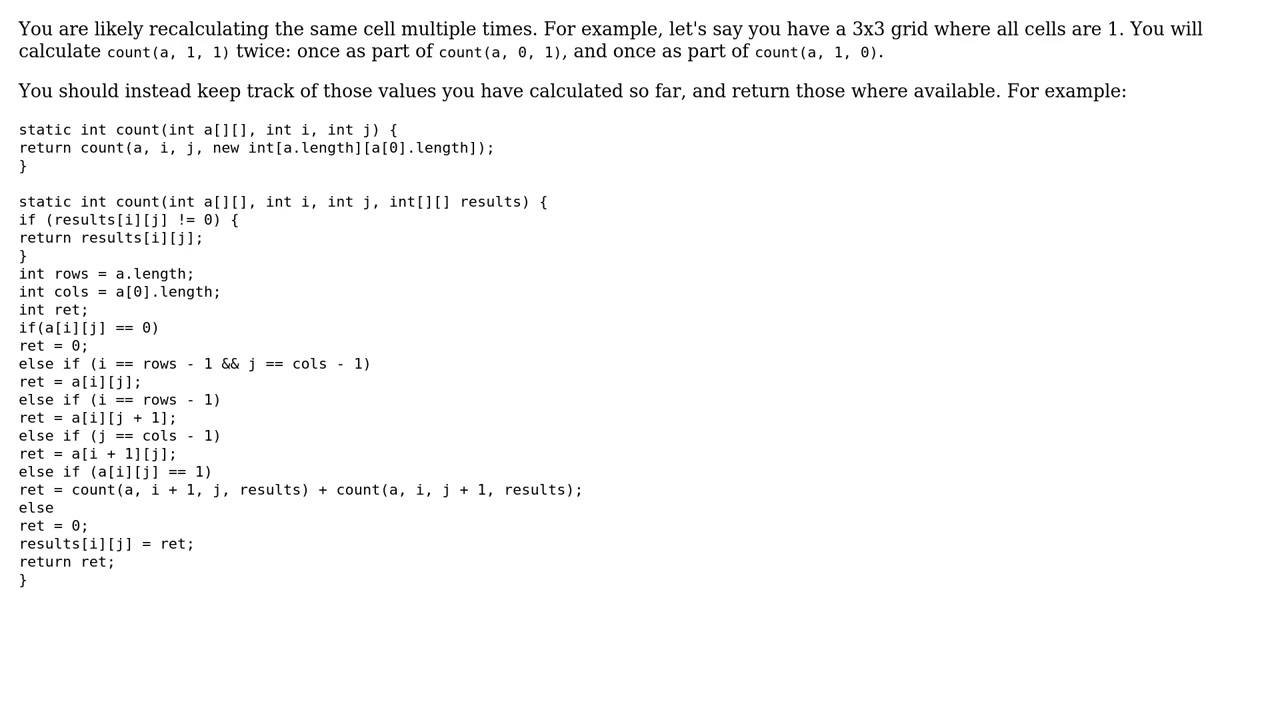 You are likely recalculating the same cell multiple times. For example, let's say you have a 3x3 grid where all cells are 1. You will
calculate count(a, 1, 1) twice: once as part of count(a, 0, 1), and once as part of count(a, 1, 0).
You should instead keep track of those values you have calculated so far, and return those where available. For example:
static int count(int a[][], int i, int j) {
return count(a, i, j, new int[a.length][a[0].length]);
}
static int count(int a[][], int i, int j, int[][] results) {
if (results[i][j] != 0) {
return results[i][j];
}
int rows = a.length;
int cols = a[0].length;
int ret;
if(a[i][j] == 0)
ret = 0;
else if (i == rows - 1 && j == cols - 1)
ret = a[i][j];
else if (i == rows - 1)
ret = a[i][j + 1];
else if (j == cols - 1)
ret = a[i + 1][j];
else if (a[i][j] == 1)
ret = count(a, i + 1, j, results) + count(a, i, j + 1, results);
else
ret = 0;
results[i][j] = ret;
return ret;
}